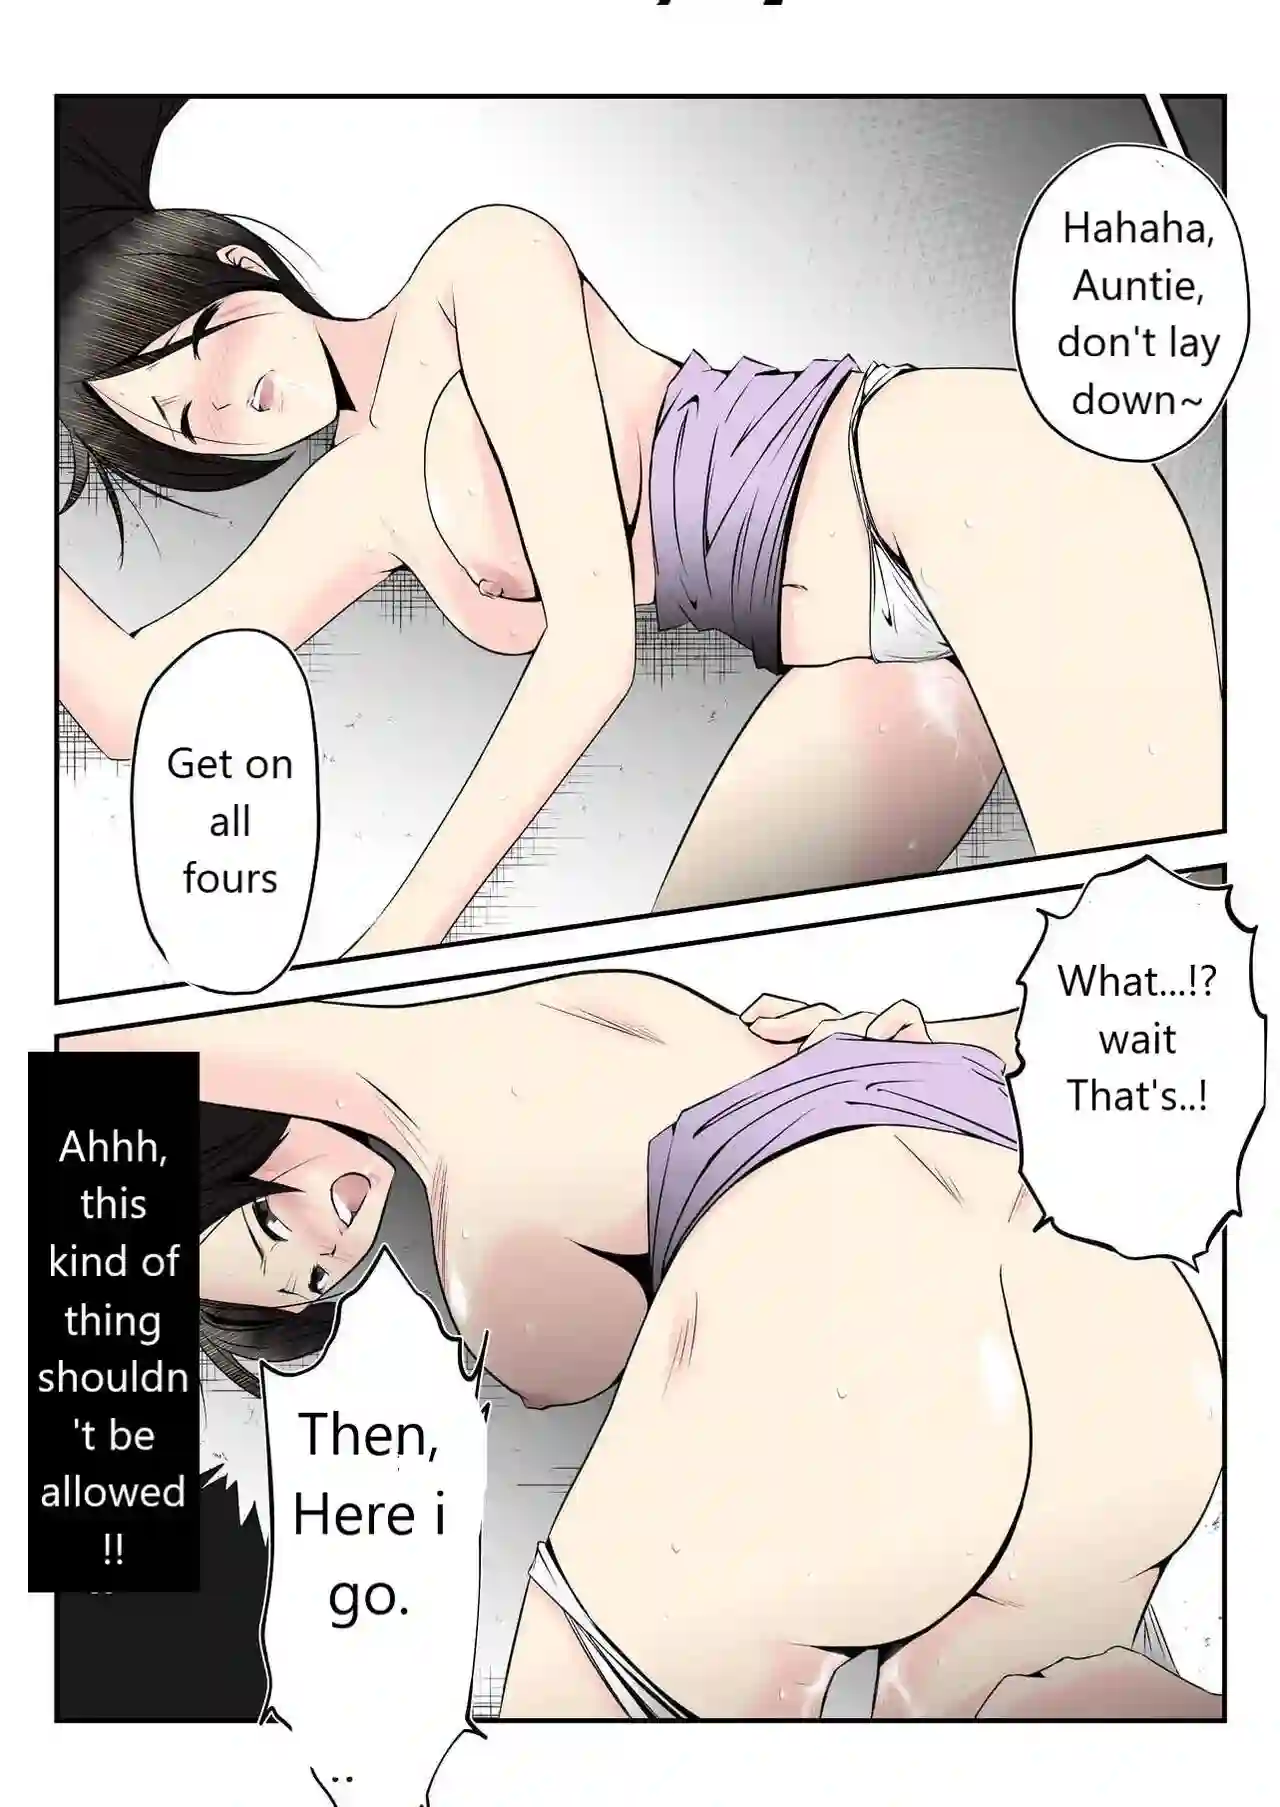 Hahaha,
Auntie,
don't lay
down~
Get on
all
fours
What...!?
wait
That's..!
Ahhh,
this
kind of
thing
shouldn
't be
allowed
!!
Then,
Here i
go.